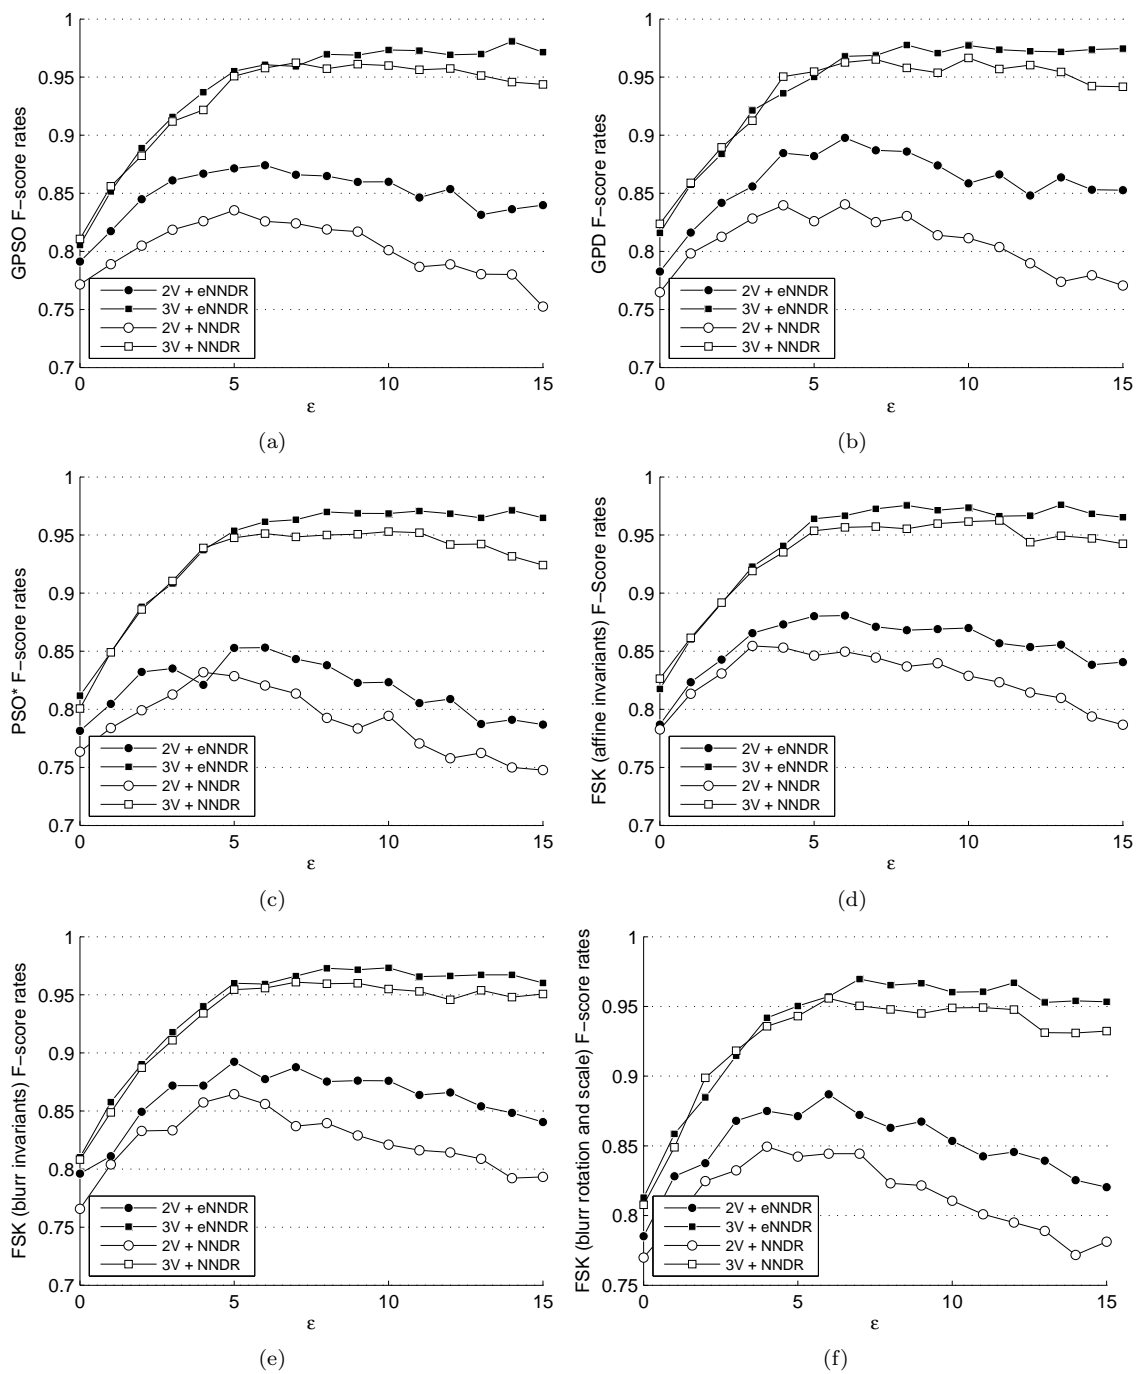 1
0.95
0.9
0.85
0.8
0.75
0.7
GPSO F-score rates
2V + eNNDR
3V + eNNDR
2V + NNDR
3V + NNDR
0 5 10 15
ε
(a)
1
0.95
0.9
0.85
0.8
0.75
0.7
GPD F-score rates
2V + eNNDR
3V + eNNDR
2V + NNDR
3V + NNDR
0 5 10 15
ε
(b)
1
0.95
0.9
0.85
0.8
0.75
0.7
PSO* F-score rates
2V + eNNDR
3V + eNNDR
2V + NNDR
3V + NNDR
0 5 10 15
ε
(c)
1
0.95
0.9
0.85
0.8
0.75
0.7
FSK (affine invariants) F-Score rates
2V + eNNDR
3V + eNNDR
2V + NNDR
3V + NNDR
0 5 10 15
ε
(d)
1
0.95
0.9
0.85
0.8
0.75
0.7
FSK (blurr invariants) F-score rates
2V + eNNDR
3V + eNNDR
2V + NNDR
3V + NNDR
0 5 10 15
ε
(e)
1
0.95
0.9
0.85
0.8
0.75
FSK (blurr rotation and scale) F-score rates
2V + eNNDR
3V + eNNDR
2V + NNDR
3V + NNDR
0 5 10 15
ε
(f)